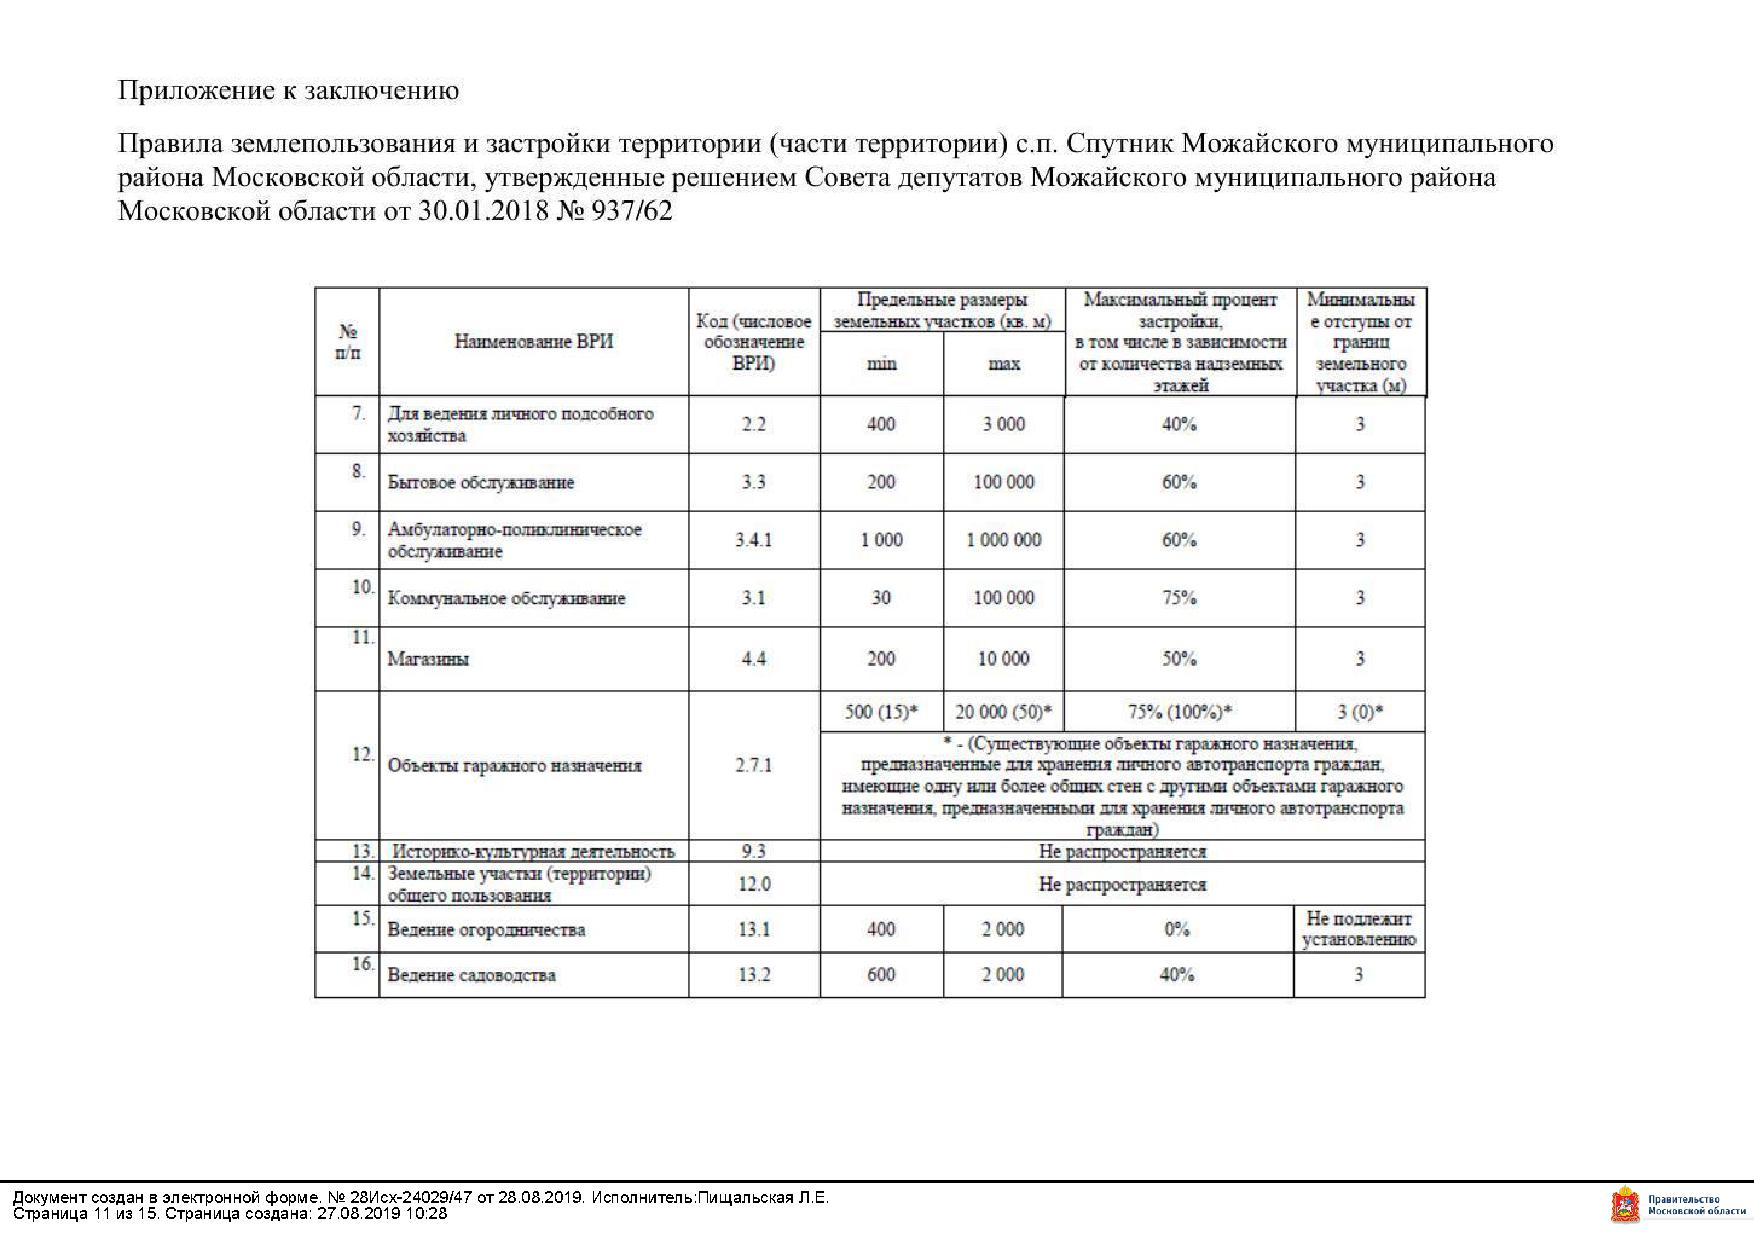 Приложение к заключению
Правила землепользования и застройки территории (части территории) с.п. Спутник Можайского муниципального
района Московской области, утвержденные решением Совета депутатов Можайского муниципального района
Московской области от 30.01.2018 № 937/62
№
п/п
Наименование ВРИ
Код (числовое
обозначение
ВРИ)
Предельные размеры
земельных участков (кв. м)
min
max
Максимальный процент
застройки,
в том числе в зависимости
от количества надземных
этажей
Минимальны
е отступы от
границ
земельного
участка (м)
7. Для ведения личного подсобного
хозяйства
2.2 400 3 000 40% 3
8. Бытовое обслуживание 3.3 200 100 000 60% 3
9. Амбулаторно-поликлиническое
обслуживание
3.4.1 1 000 1 000 000 60% 3
10. Коммунальное обслуживание 3.1 30 100 000 75% 3
11. Магазины 4.4 200 10 000 50% 3
12. Объекты гаражного назначения 2.7.1
500 (15)* 20 000 (50)* 75% (100%)* 3 (0)*
* - (Существующие объекты гаражного назначения,
предназначенные для хранения личного автотранспорта граждан,
имеющие одну или более общих стен с другими объектами гаражного
назначения, предназначенными для хранения личного автотранспорта
граждан)
13. Историко-культурная деятельность 9.3 Не распространяется
14. Земельные участки (территории)
общего пользования
12.0 Не распространяется
15. Ведение огородничества 13.1 400 2 000 0% Не подлежит
установлению
16. Ведение садоводства 13.2 600 2 000 40% 3
Документ создан в электронной форме. № 28Исх-24029/47 от 28.08.2019. Исполнитель:Пищальская Л.Е.
Страница 11 из 15. Страница создана: 27.08.2019 10:28
Правительство
Московской области